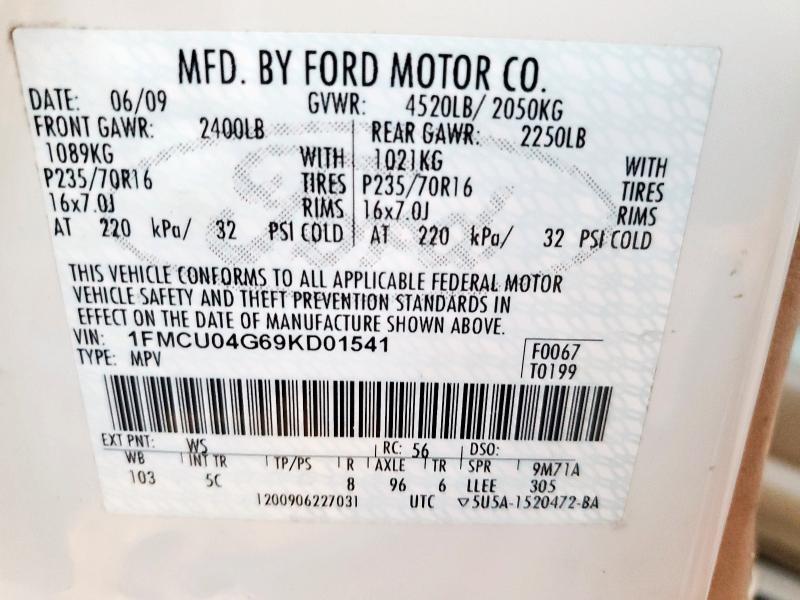 MFD. BY FORD MOTOR CO.
DATE: 06/09 GVWR: 4520LB/ 2050KG
FRONT GAWR: 2400LB REAR GAWR: 2250LB
1089KG WITH 1021KG WITH
P235/70R16 TIRES P235/70R16 TIRES
16x7.0J RIMS 16x7.0J RIMS
AT 220 kPa/ 32 PSI COLD AT 220 kPa/ 32 PSI COLD
THIS VEHICLE CONFORMS TO ALL APPLICABLE FEDERAL MOTOR
VEHICLE SAFETY AND THEFT PREVENTION STANDARDS IN
EFFECT ON THE DATE OF MANUFACTURE SHOWN ABOVE.
VIN: 1FMCU04G69KD01541
TYPE: MPV
F0067
T0199
EXT PNT: WS RC: 56 DSO:
WB INT TR TP/PS R AXLE TR SPR 9M71A
103 5C 8 96 6 LLEE 305
1200906227031 UTC ▽5U5A-1520472-BA
Ford